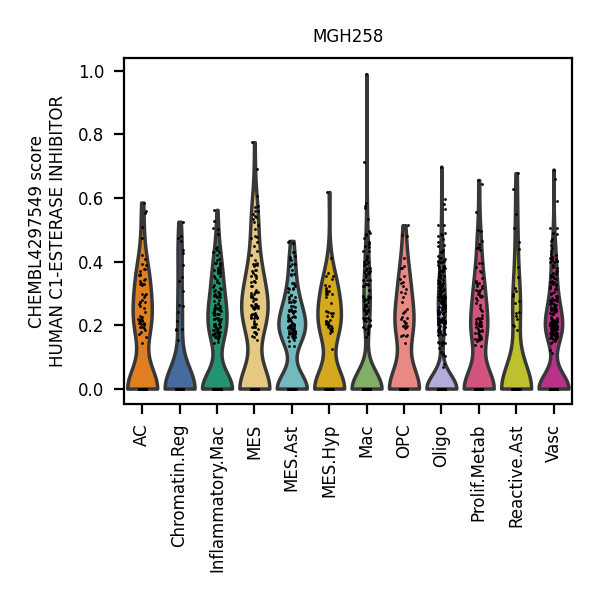 MGH258
CHEMBL4297549 score
HUMAN C1-ESTERASE INHIBITOR
1.0
0.8
0.6
0.4
0.2
0.0
AC
Chromatin.Reg
Inflammatory.Mac
MES
MES.Ast
MES.Hyp
Mac
OPC
Oligo
Prolif.Metab
Reactive.Ast
Vasc